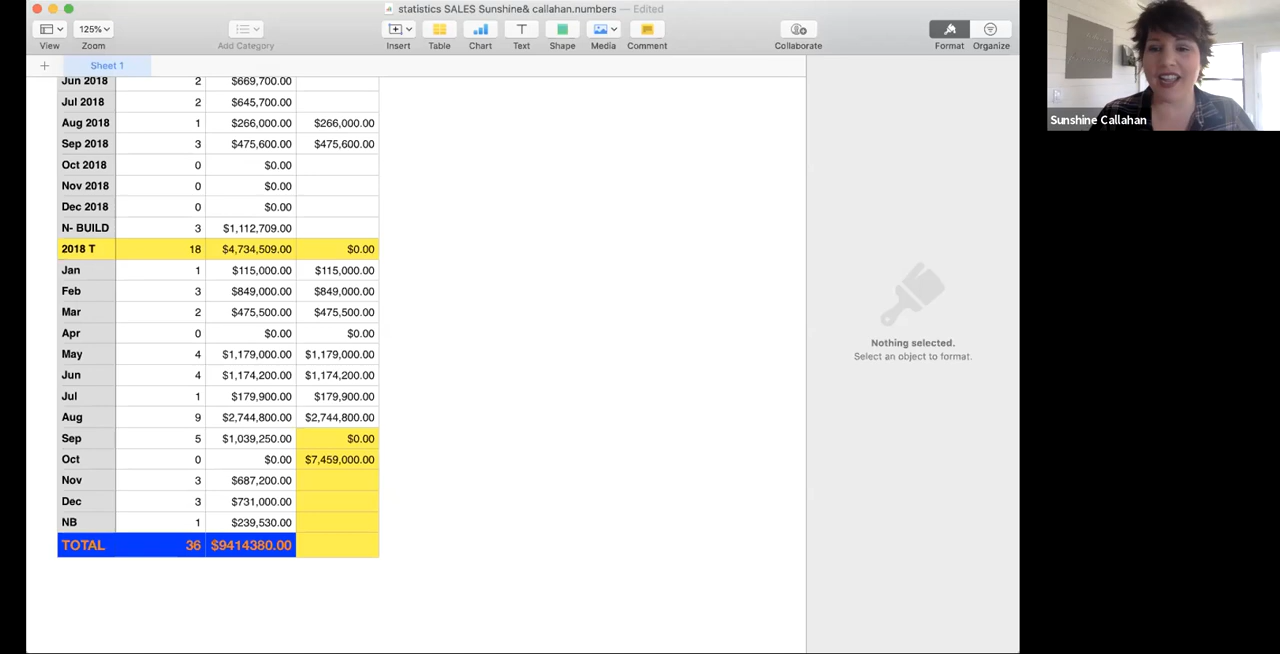 statistics SALES Sunshine& callahan.numbers — Edited
125%
View Zoom Add Category Insert Table Chart Text Shape Media Comment Collaborate Format Organize
+ Sheet 1
Jun 2018 2 $669,700.00
Jul 2018 2 $645,700.00
Aug 2018 1 $266,000.00 $266,000.00
Sep 2018 3 $475,600.00 $475,600.00
Oct 2018 0 $0.00
Nov 2018 0 $0.00
Dec 2018 0 $0.00
N- BUILD 3 $1,112,709.00
2018 T 18 $4,734,509.00 $0.00
Jan 1 $115,000.00 $115,000.00
Feb 3 $849,000.00 $849,000.00
Mar 2 $475,500.00 $475,500.00
Apr 0 $0.00 $0.00
May 4 $1,179,000.00 $1,179,000.00
Jun 4 $1,174,200.00 $1,174,200.00
Jul 1 $179,900.00 $179,900.00
Aug 9 $2,744,800.00 $2,744,800.00
Sep 5 $1,039,250.00 $0.00
Oct 0 $0.00 $7,459,000.00
Nov 3 $687,200.00
Dec 3 $731,000.00
NB 1 $239,530.00
TOTAL 36 $9414380.00
Nothing selected.
Select an object to format.
Sunshine Callahan